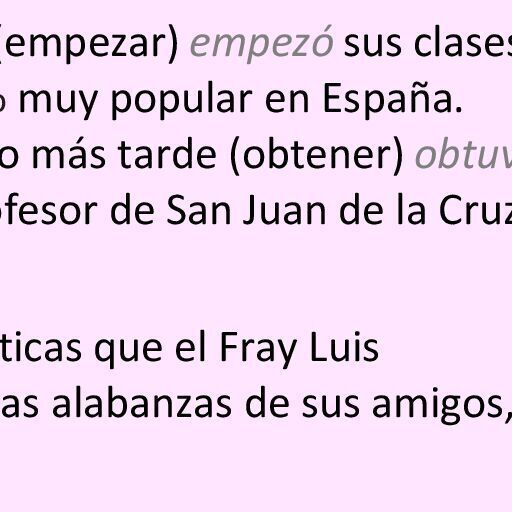 (empezar) empezó sus clases
muy popular en España.
o más tarde (obtener) obtuv
fesor de San Juan de la Cruz
ticas que el Fray Luis
as alabanzas de sus amigos,